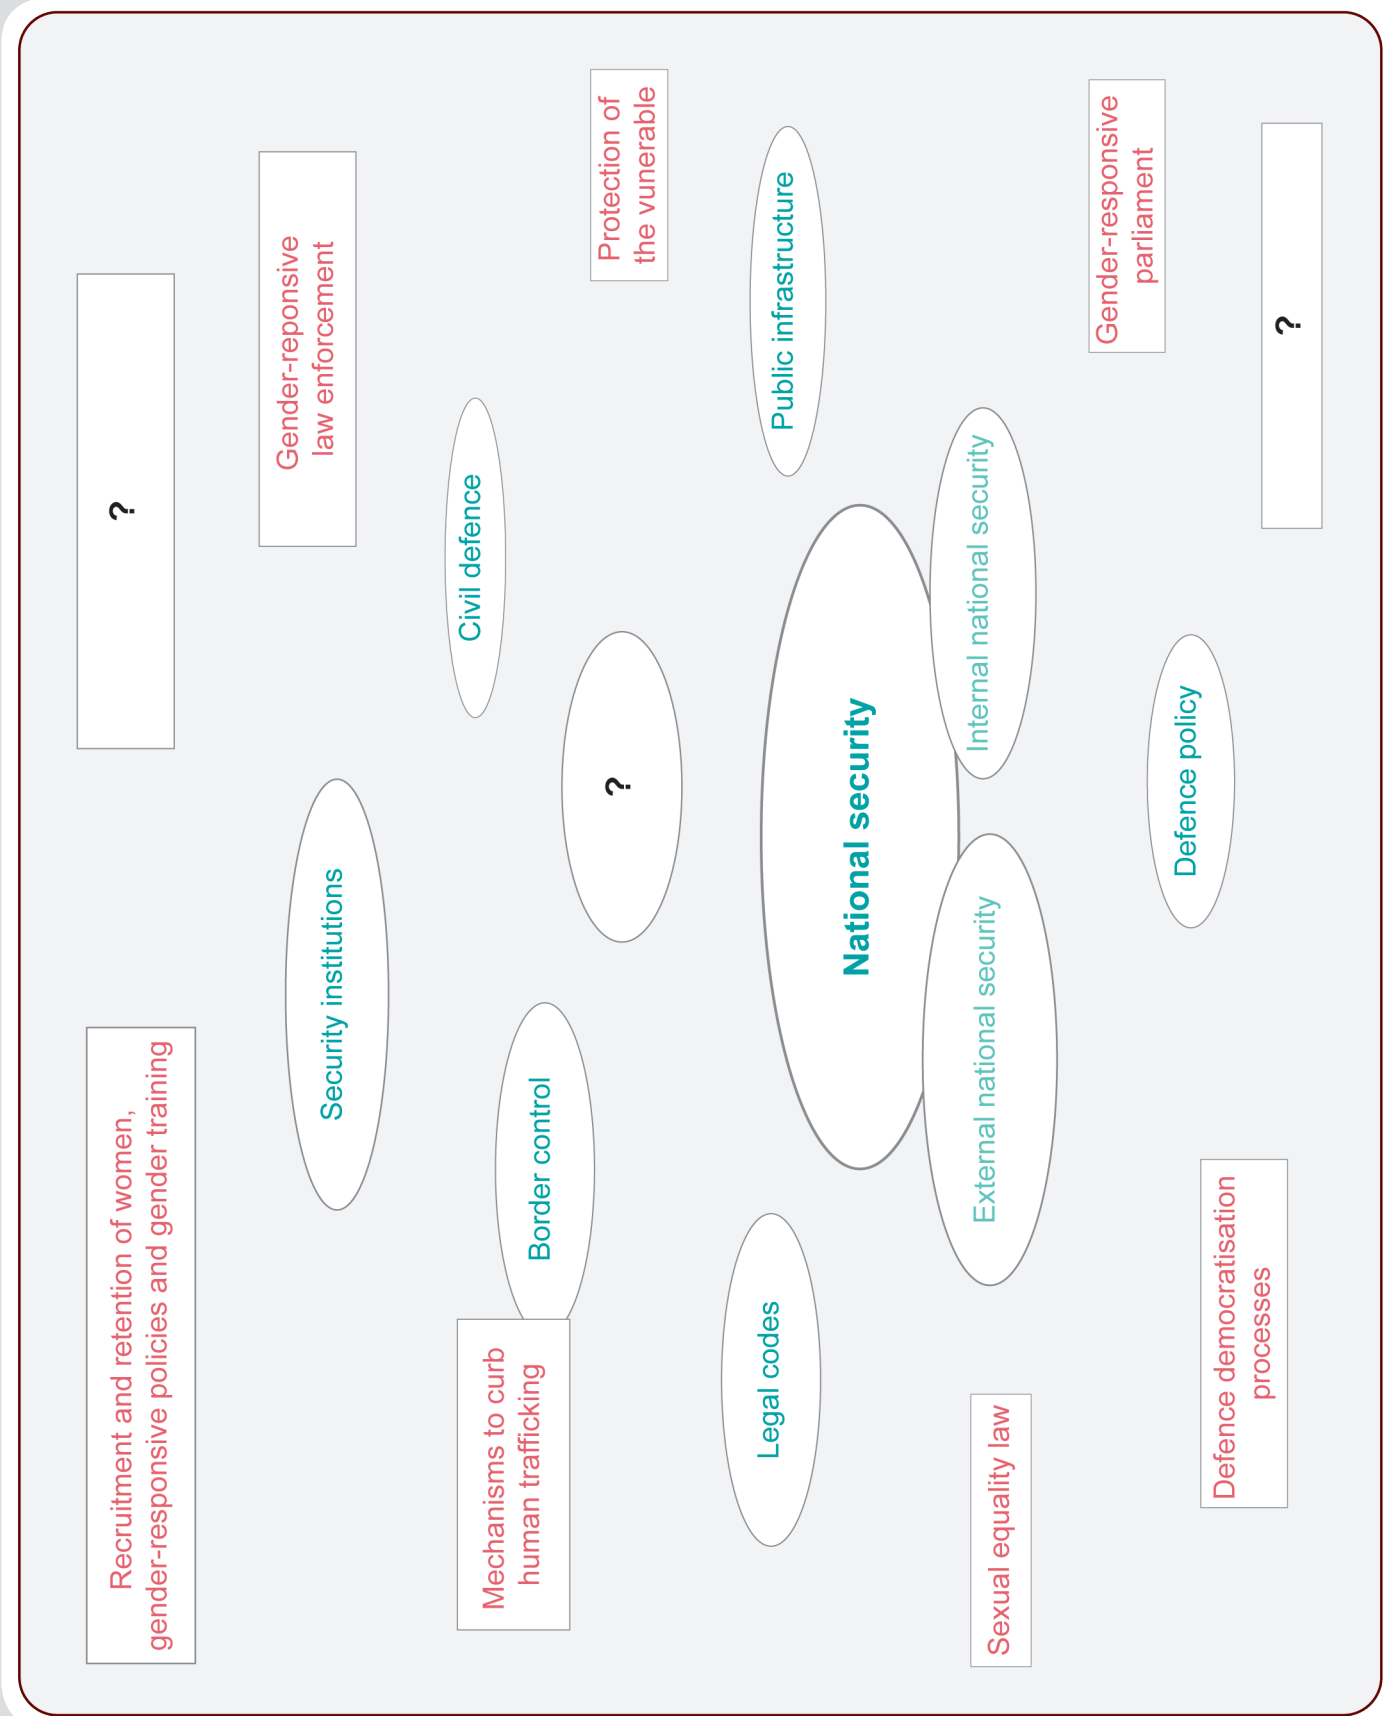 Recruitment and retention of women,
gender-responsive policies and gender training
?
Security institutions
Gender-reponsive
law enforcement
Mechanisms to curb
human trafficking
Border control
Civil defence
?
Protection of
the vunerable
Legal codes
Public infrastructure
National security
Sexual equality law
External national security
Internal national security
Gender-responsive
parliament
Defence democratisation
processes
Defence policy
?